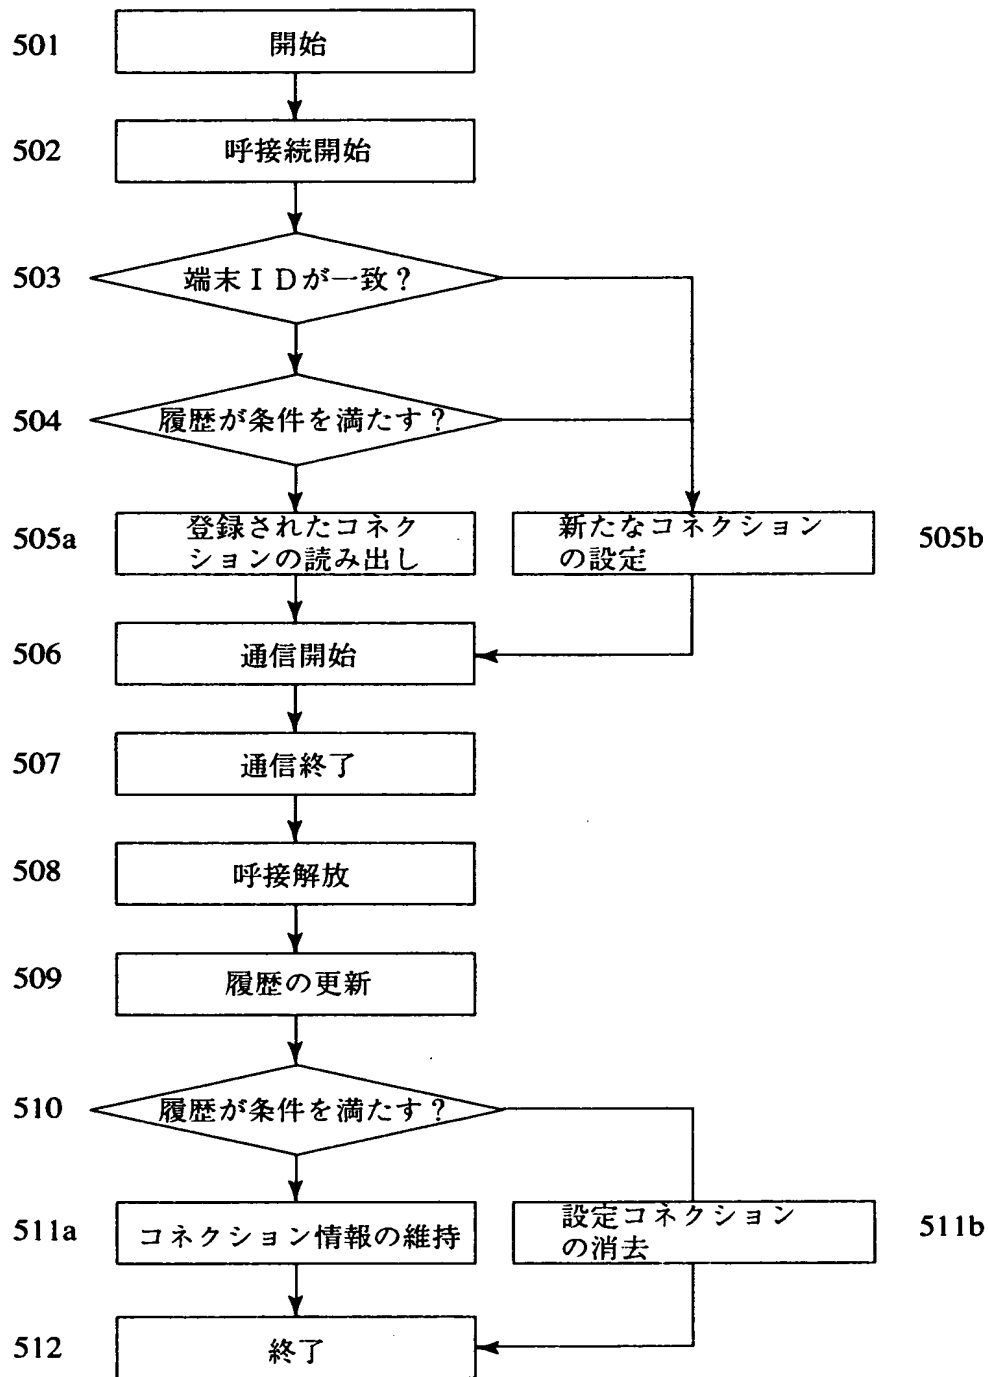 501
開始
502
呼接続開始
503
端末ＩＤが一致？
504
履歴が条件を満たす？
505a
登録されたコネク
ションの読み出し
新たなコネクション
の設定
505b
506
通信開始
507
通信終了
508
呼接解放
509
履歴の更新
510
履歴が条件を満たす？
511a
コネクション情報の維持
設定コネクション
の消去
511b
512
終了